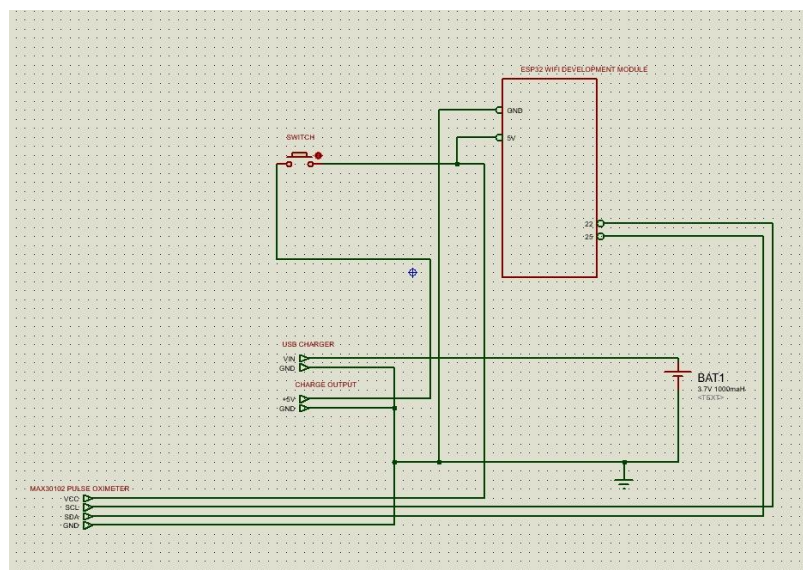 ESP32 WIFI DEVELOPMENT MODULE
GND
5V
SWITCH
22
25
USB CHARGER
VIN
GND
CHARGE OUTPUT
+5V
GND
BAT1
3.7V 1000maH
<TEXT>
MAX30102 PULSE OXIMETER
VCC
SCL
SDA
GND